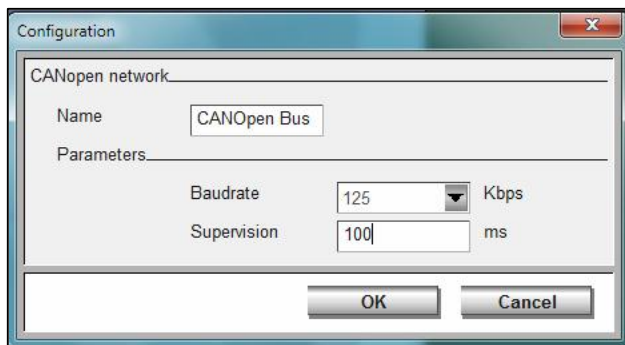 Configuration
CANopen network
Name CANOpen Bus
Parameters
Baudrate 125 Kbps
Supervision 100 ms
OK Cancel